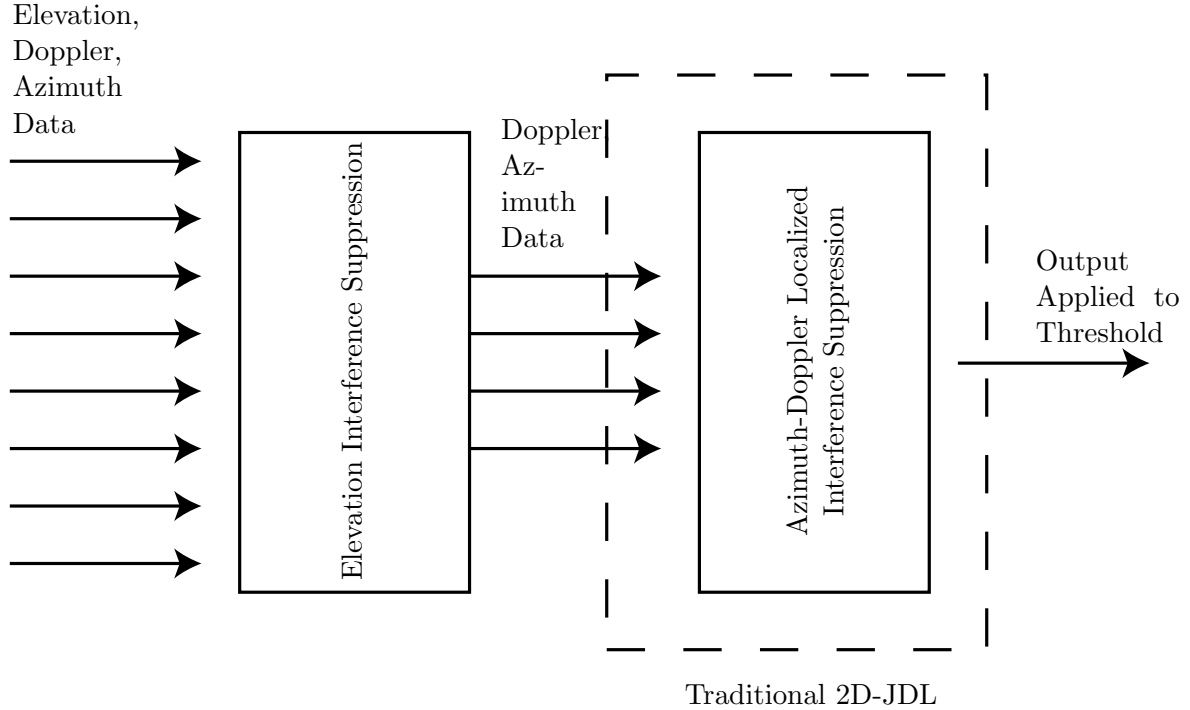 Elevation,
Doppler,
Azimuth
Data
Elevation Interference Suppression
Doppler,
Az-
imuth
Data
Azimuth-Doppler Localized
Interference Suppression
Output
Applied to
Threshold
Traditional 2D-JDL